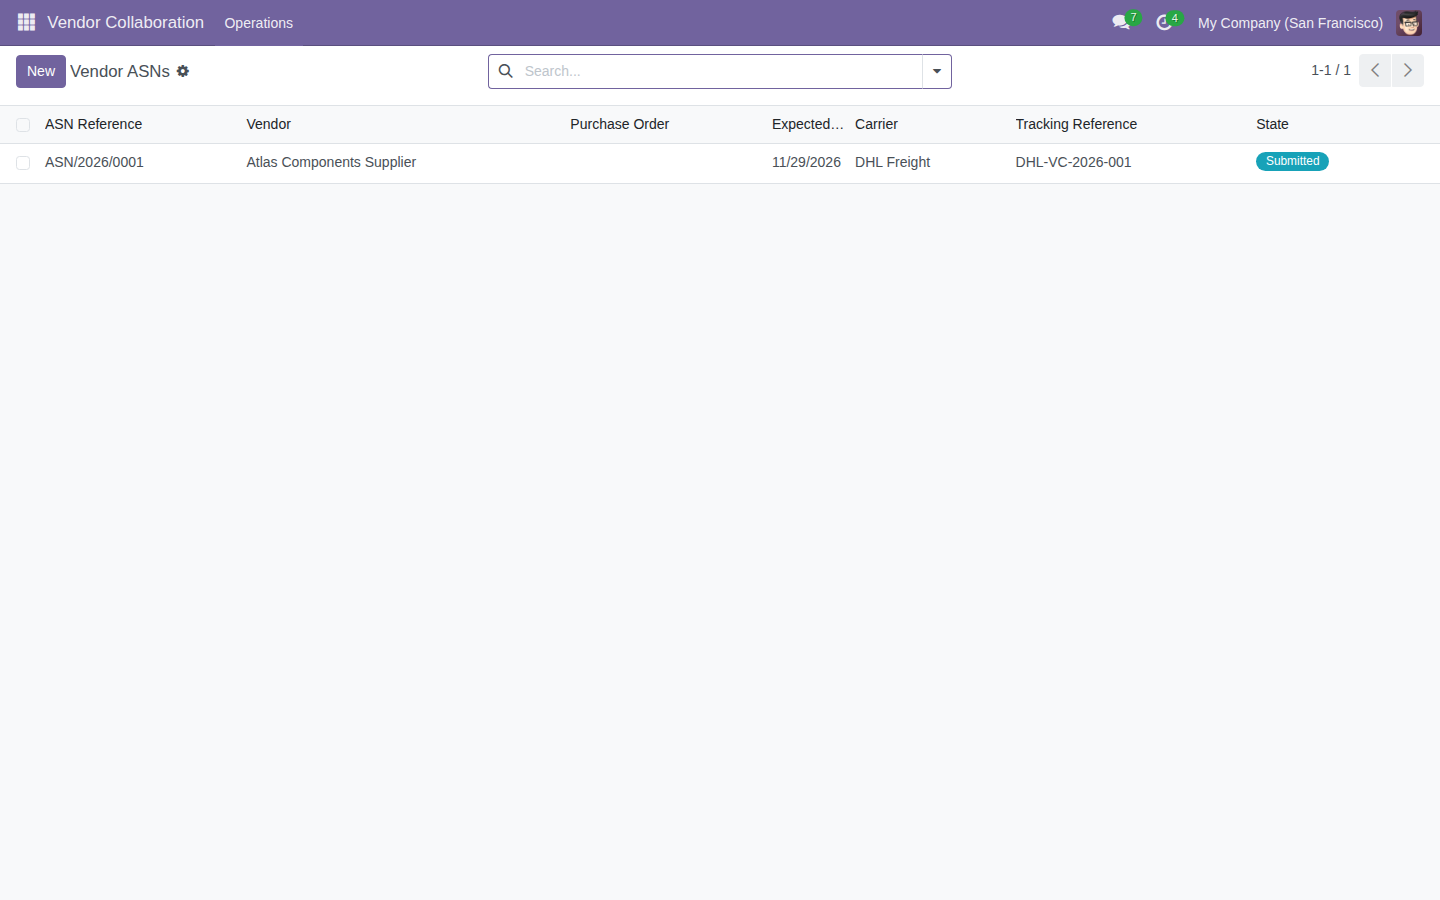 Vendor Collaboration Operations 7 4 My Company (San Francisco)
New Vendor ASNs Search... 1-1 / 1
ASN Reference Vendor Purchase Order Expected... Carrier Tracking Reference State
ASN/2026/0001 Atlas Components Supplier 11/29/2026 DHL Freight DHL-VC-2026-001 Submitted